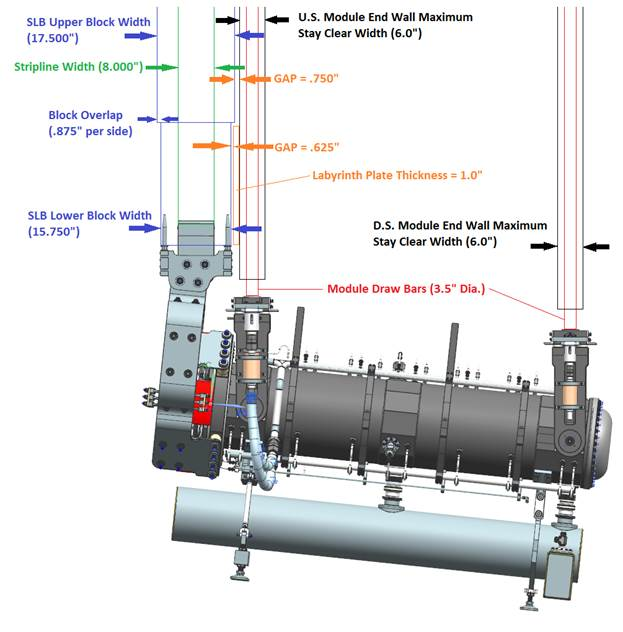 SLB Upper Block Width
(17.500")
U.S. Module End Wall Maximum
Stay Clear Width (6.0")
Stripline Width (8.000")
GAP = .750"
Block Overlap
(.875" per side)
GAP = .625"
Labyrinth Plate Thickness = 1.0"
SLB Lower Block Width
(15.750")
D.S. Module End Wall Maximum
Stay Clear Width (6.0")
Module Draw Bars (3.5" Dia.)